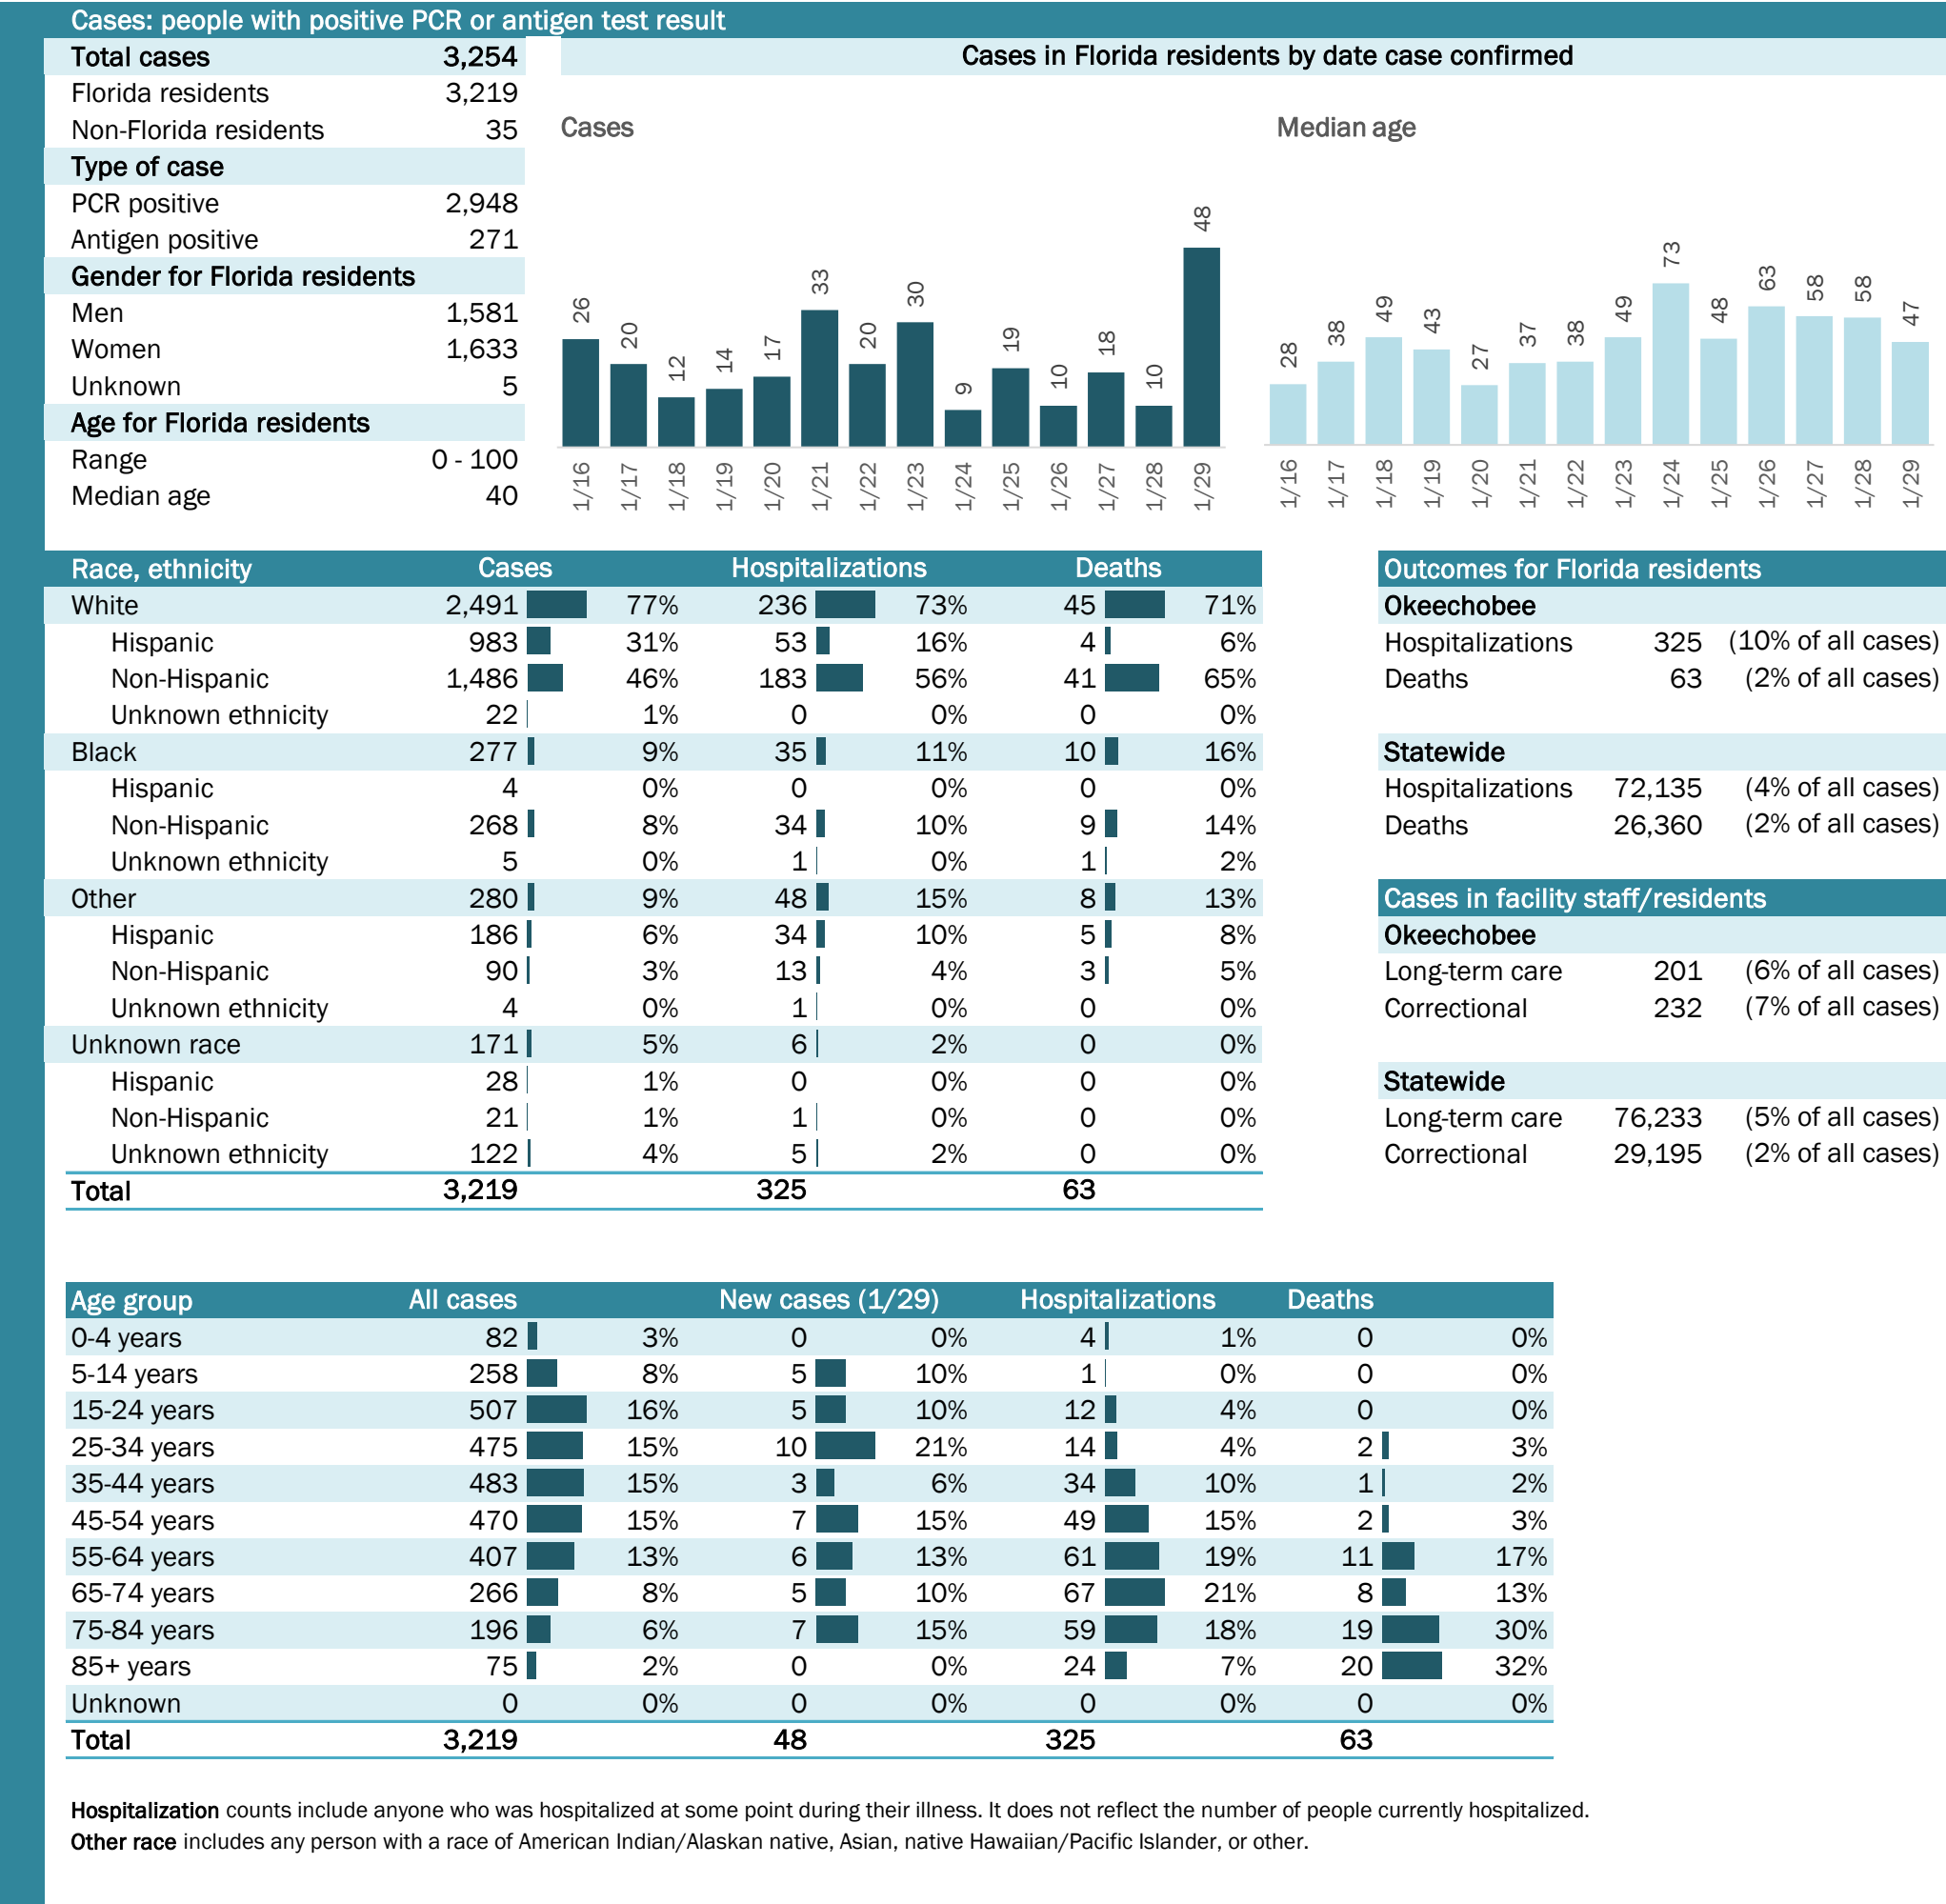 Cases: people with positive PCR or antigen test result
Total cases 3,254
Florida residents 3,219
Non-Florida residents 35
Type of case
PCR positive 2,948
Antigen positive 271
Gender for Florida residents
Men 1,581
Women 1,633
Unknown 5
Age for Florida residents
Range 0 - 100
Median age 40
Cases in Florida residents by date case confirmed
Cases
26 20 12 14 17 33 20 30 9 19 10 18 10 48
1/16 1/17 1/18 1/19 1/20 1/21 1/22 1/23 1/24 1/25 1/26 1/27 1/28 1/29
Median age
28 38 49 43 27 37 38 49 73 48 63 58 58 47
1/16 1/17 1/18 1/19 1/20 1/21 1/22 1/23 1/24 1/25 1/26 1/27 1/28 1/29
Race, ethnicity Cases Hospitalizations Deaths
White 2,491 77% 236 73% 45 71%
Hispanic 983 31% 53 16% 4 6%
Non-Hispanic 1,486 46% 183 56% 41 65%
Unknown ethnicity 22 1% 0 0% 0 0%
Black 277 9% 35 11% 10 16%
Hispanic 4 0% 0 0% 0 0%
Non-Hispanic 268 8% 34 10% 9 14%
Unknown ethnicity 5 0% 1 0% 1 2%
Other 280 9% 48 15% 8 13%
Hispanic 186 6% 34 10% 5 8%
Non-Hispanic 90 3% 13 4% 3 5%
Unknown ethnicity 4 0% 1 0% 0 0%
Unknown race 171 5% 6 2% 0 0%
Hispanic 28 1% 0 0% 0 0%
Non-Hispanic 21 1% 1 0% 0 0%
Unknown ethnicity 122 4% 5 2% 0 0%
Total 3,219 325 63
Outcomes for Florida residents
Okeechobee
Hospitalizations 325 (10% of all cases)
Deaths 63 (2% of all cases)
Statewide
Hospitalizations 72,135 (4% of all cases)
Deaths 26,360 (2% of all cases)
Cases in facility staff/residents
Okeechobee
Long-term care 201 (6% of all cases)
Correctional 232 (7% of all cases)
Statewide
Long-term care 76,233 (5% of all cases)
Correctional 29,195 (2% of all cases)
Age group All cases New cases (1/29) Hospitalizations Deaths
0-4 years 82 3% 0 0% 4 1% 0 0%
5-14 years 258 8% 5 10% 1 0% 0 0%
15-24 years 507 16% 5 10% 12 4% 0 0%
25-34 years 475 15% 10 21% 14 4% 2 3%
35-44 years 483 15% 3 6% 34 10% 1 2%
45-54 years 470 15% 7 15% 49 15% 2 3%
55-64 years 407 13% 6 13% 61 19% 11 17%
65-74 years 266 8% 5 10% 67 21% 8 13%
75-84 years 196 6% 7 15% 59 18% 19 30%
85+ years 75 2% 0 0% 24 7% 20 32%
Unknown 0 0% 0 0% 0 0% 0 0%
Total 3,219 48 325 63
Hospitalization counts include anyone who was hospitalized at some point during their illness. It does not reflect the number of people currently hospitalized.
Other race includes any person with a race of American Indian/Alaskan native, Asian, native Hawaiian/Pacific Islander, or other.